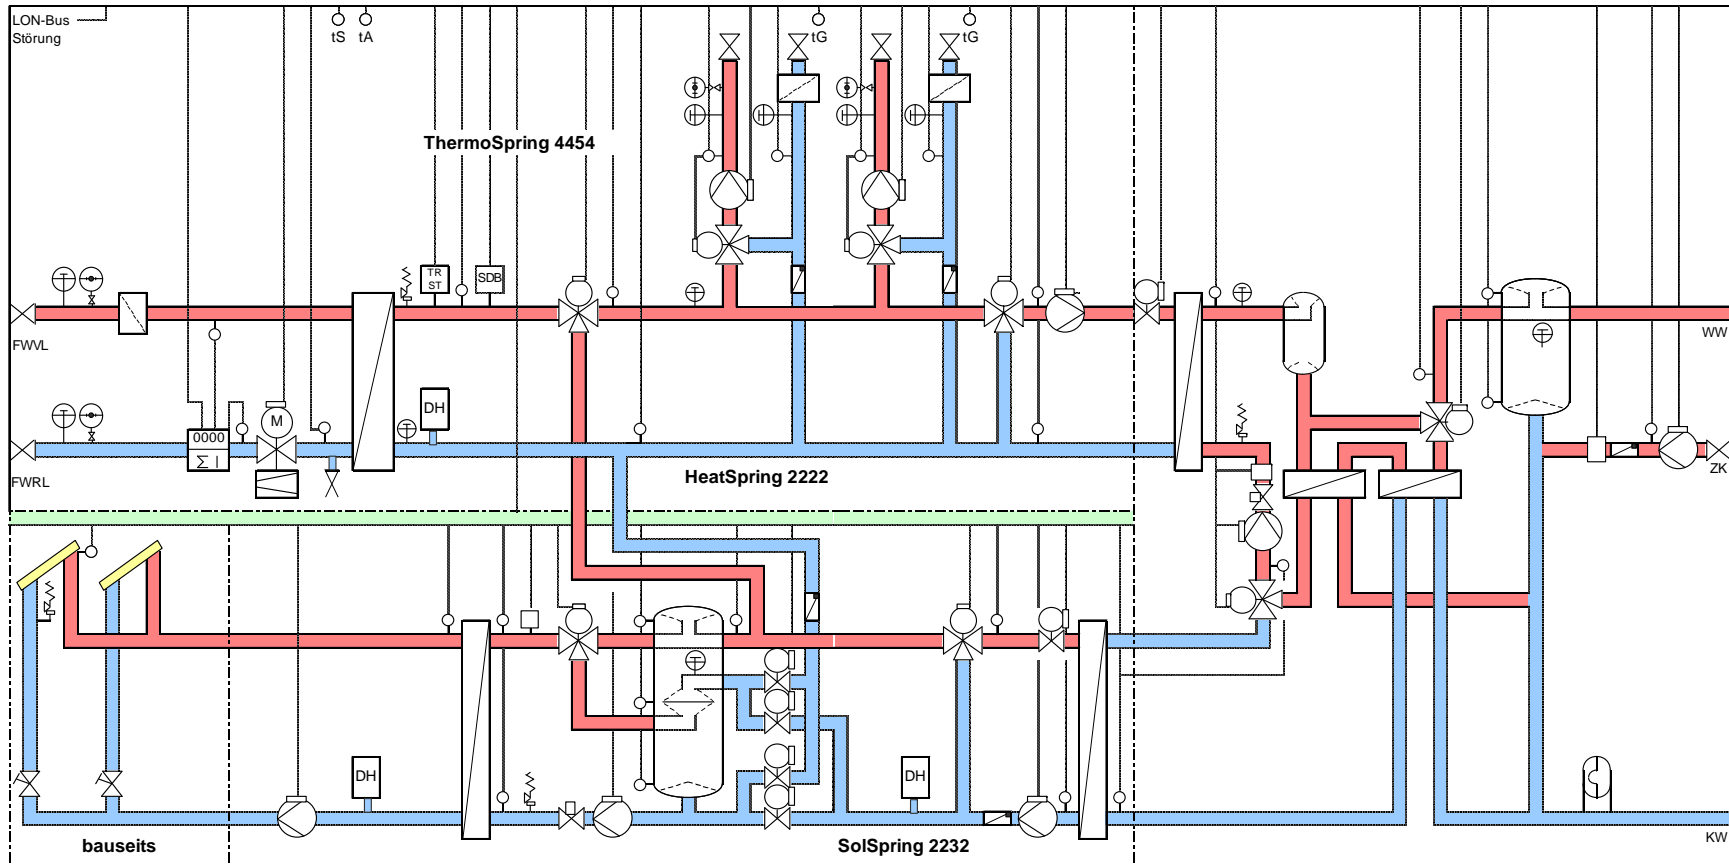 LON-Bus
Störung
tS
tA
tG
tG
ThermoSpring 4454
TR
ST
SDB
FWVL
WW
DH
M
0000
Σ I
FWRL
HeatSpring 2222
ZK
DH
DH
bauseits
SolSpring 2232
KW